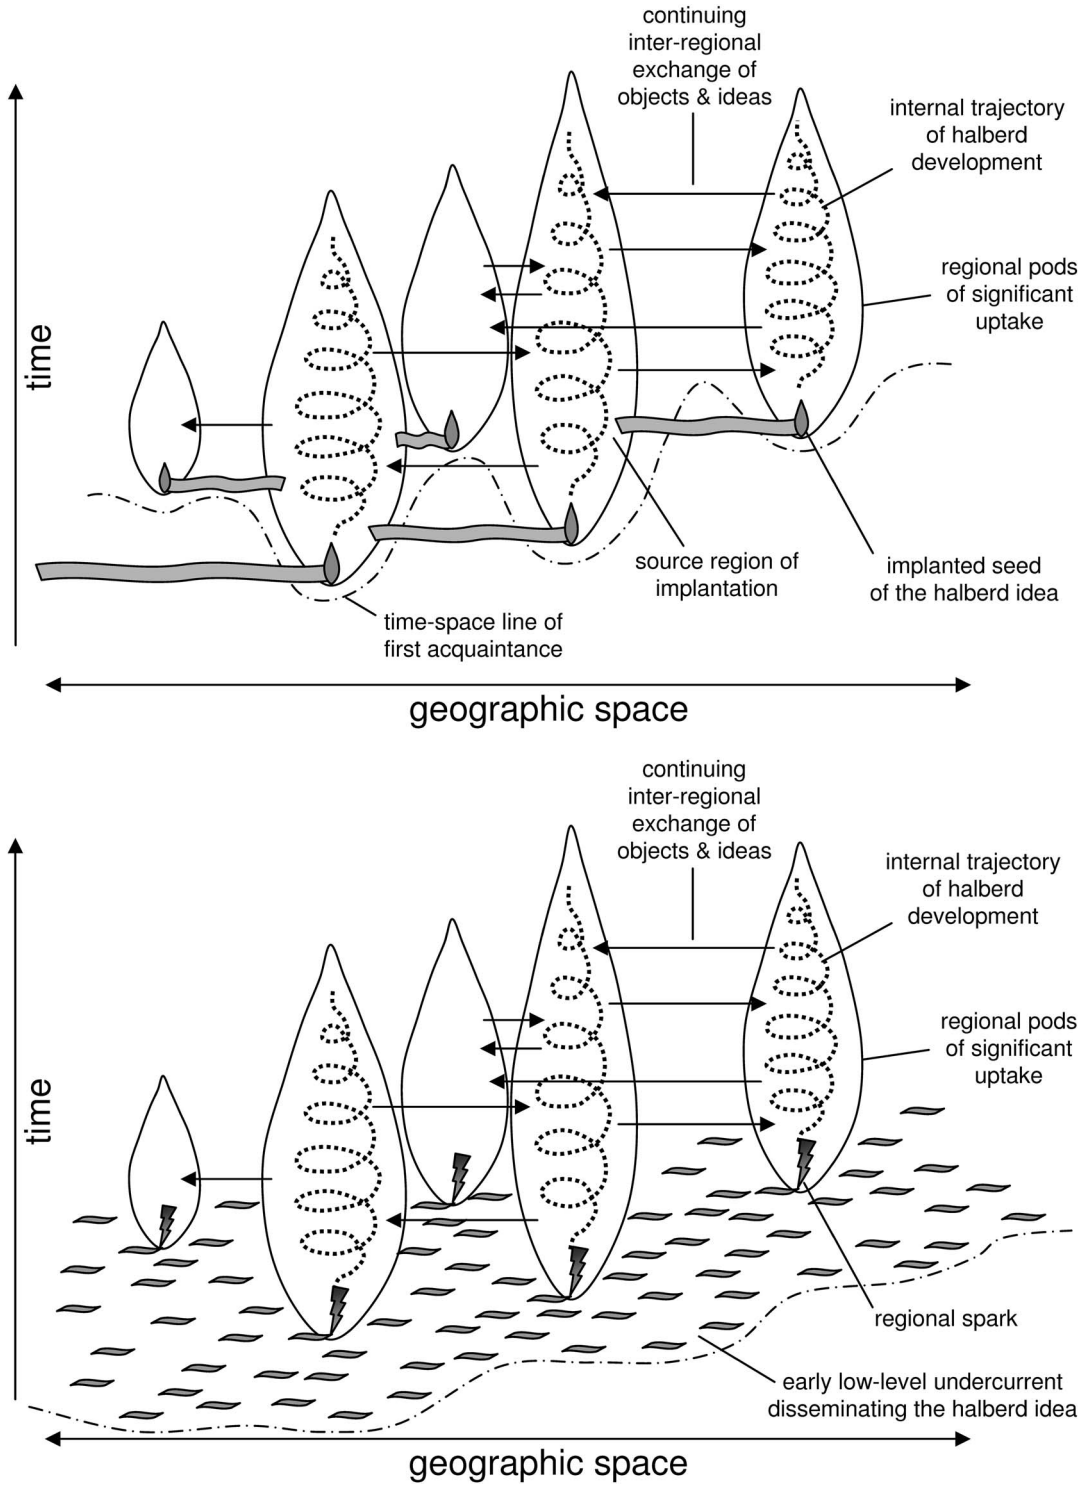 continuing
inter-regional
exchange of
objects & ideas
internal trajectory
of halberd
development
regional pods
of significant
uptake
time
source region of
implantation
implanted seed
of the halberd idea
time-space line of
first acquaintance
geographic space
continuing
inter-regional
exchange of
objects & ideas
internal trajectory
of halberd
development
regional pods
of significant
uptake
time
regional spark
early low-level undercurrent
disseminating the halberd idea
geographic space